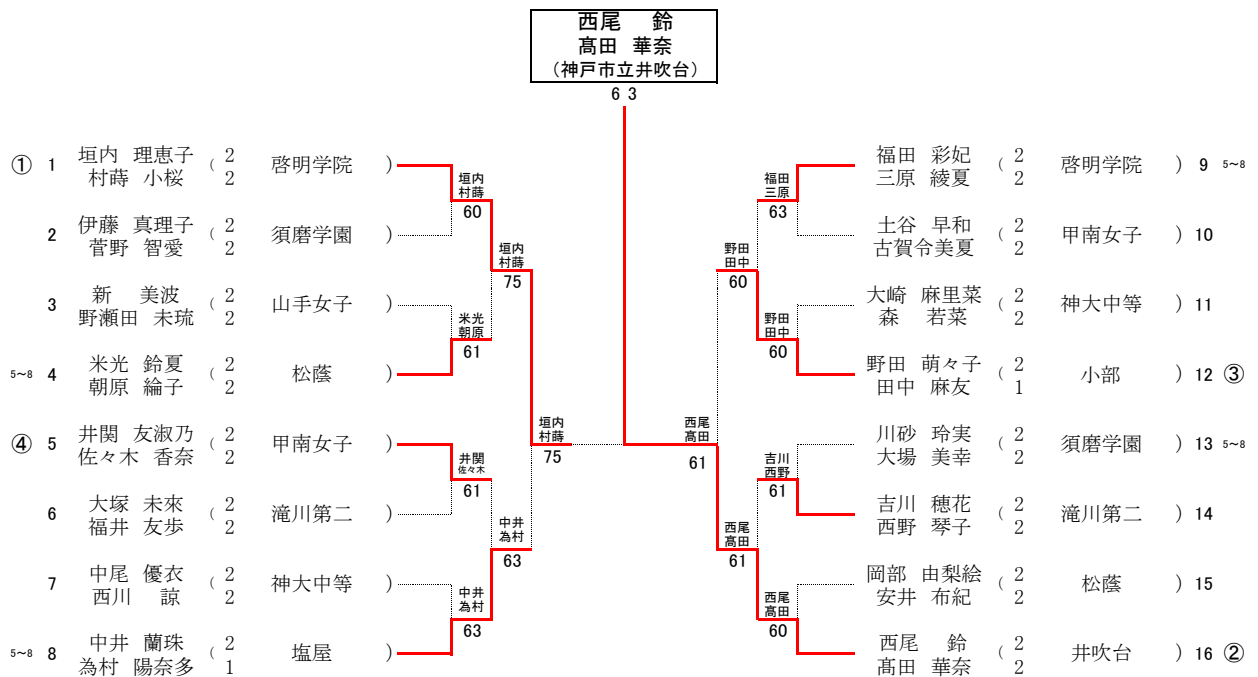 西尾 鈴
髙田 華奈
(神戸市立井吹台)
6 3
① 1 垣内 理恵子 ( 2 啓明学院 )
村蒔 小桜 2
垣内
村蒔
60
2 伊藤 真理子 ( 2 須磨学園 )
菅野 智愛 2
垣内
村蒔
75
3 新 美波 ( 2 山手女子 )
野瀬田 未琉 2
米光
朝原
61
5~8 4 米光 鈴夏 ( 2 松蔭 )
朝原 綸子 2
垣内
村蒔
75
④ 5 井関 友淑乃 ( 2 甲南女子 )
佐々木 香奈 2
井関
佐々木
61
6 大塚 未來 ( 2 滝川第二 )
福井 友歩 2
中井
為村
63
7 中尾 優衣 ( 2 神大中等 )
西川 諒 2
中井
為村
63
5~8 8 中井 蘭珠 ( 2 塩屋 )
為村 陽奈多 1
福田 彩妃 ( 2 啓明学院 ) 9 5~8
三原 綾夏 2
福田
三原
63
土谷 早和 ( 2 甲南女子 ) 10
古賀令美夏 2
野田
田中
60
大崎 麻里菜 ( 2 神大中等 ) 11
森 若菜 2
野田
田中
60
野田 萌々子 ( 2 小部 ) 12 ③
田中 麻友 1
西尾
髙田
61
川砂 玲実 ( 2 須磨学園 ) 13 5~8
大場 美幸 2
吉川
西野
61
吉川 穂花 ( 2 滝川第二 ) 14
西野 琴子 2
西尾
髙田
61
岡部 由梨絵 ( 2 松蔭 ) 15
安井 布紀 2
西尾
髙田
60
西尾 鈴 ( 2 井吹台 ) 16 ②
髙田 華奈 2